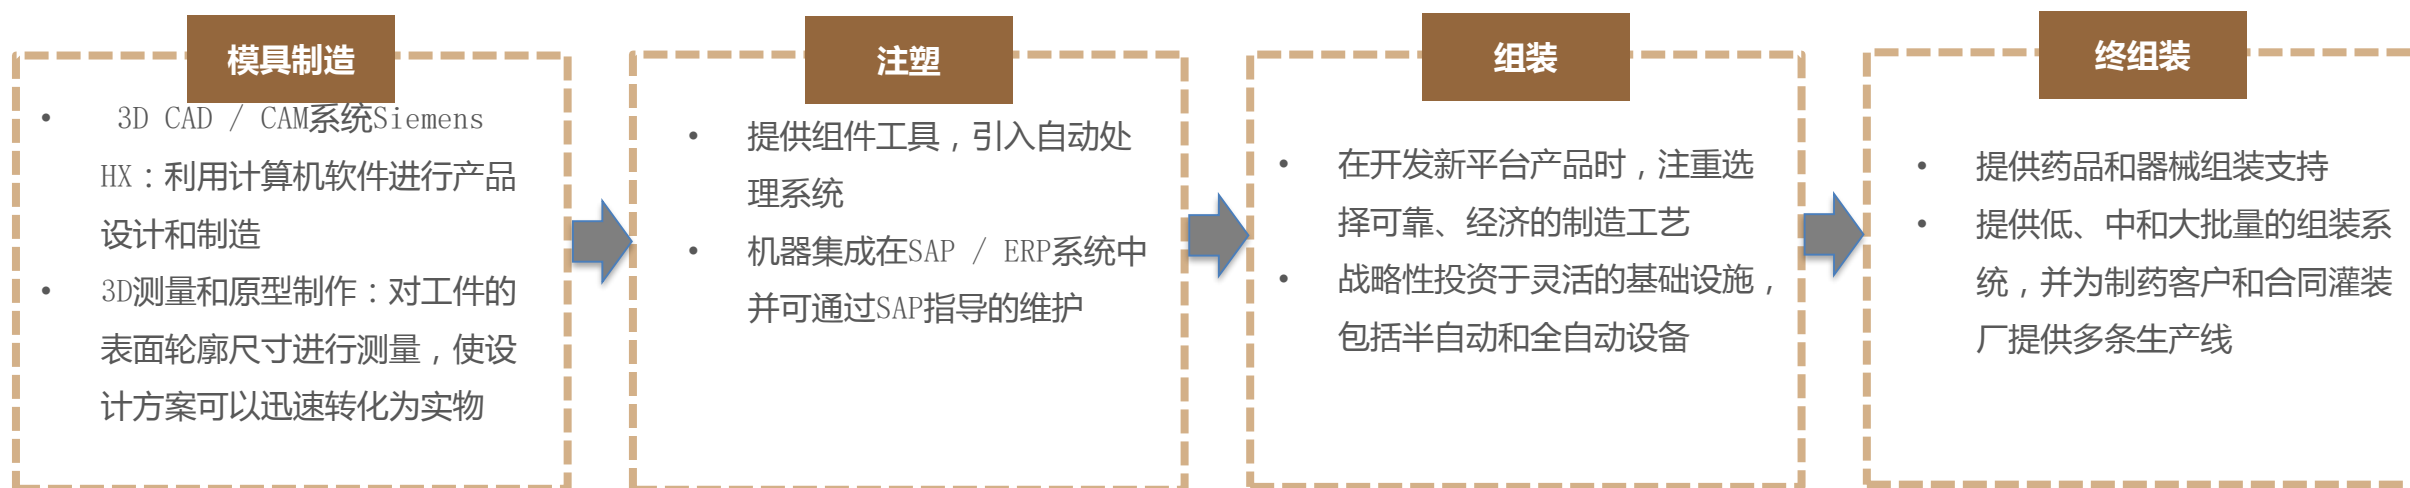 模具制造
• 3D CAD / CAM系统Siemens
HX：利用计算机软件进行产品
设计和制造
• 3D测量和原型制作：对工件的
表面轮廓尺寸进行测量，使设
计方案可以迅速转化为实物
注塑
• 提供组件工具，引入自动处
理系统
• 机器集成在SAP / ERP系统中
并可通过SAP指导的维护
组装
• 在开发新平台产品时，注重选
择可靠、经济的制造工艺
• 战略性投资于灵活的基础设施，
包括半自动和全自动设备
终组装
• 提供药品和器械组装支持
• 提供低、中和大批量的组装系
统，并为制药客户和合同灌装
厂提供多条生产线